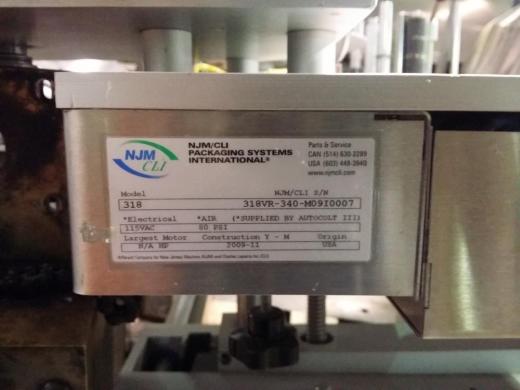 NJM
CLI
NJM/CLI
PACKAGING SYSTEMS
INTERNATIONAL®
Parts & Service
CAN (514) 630-2289
USA (603) 448-2840
www.njmcli.com
Model NJM/CLI S/N
318 318VR-340-M09I0007
*Electrical *AIR (*SUPPLIED BY AUTOCOLT III)
115VAC 80 PSI
Largest Motor Construction Y - M Origin
N/A HP 2009-11 USA